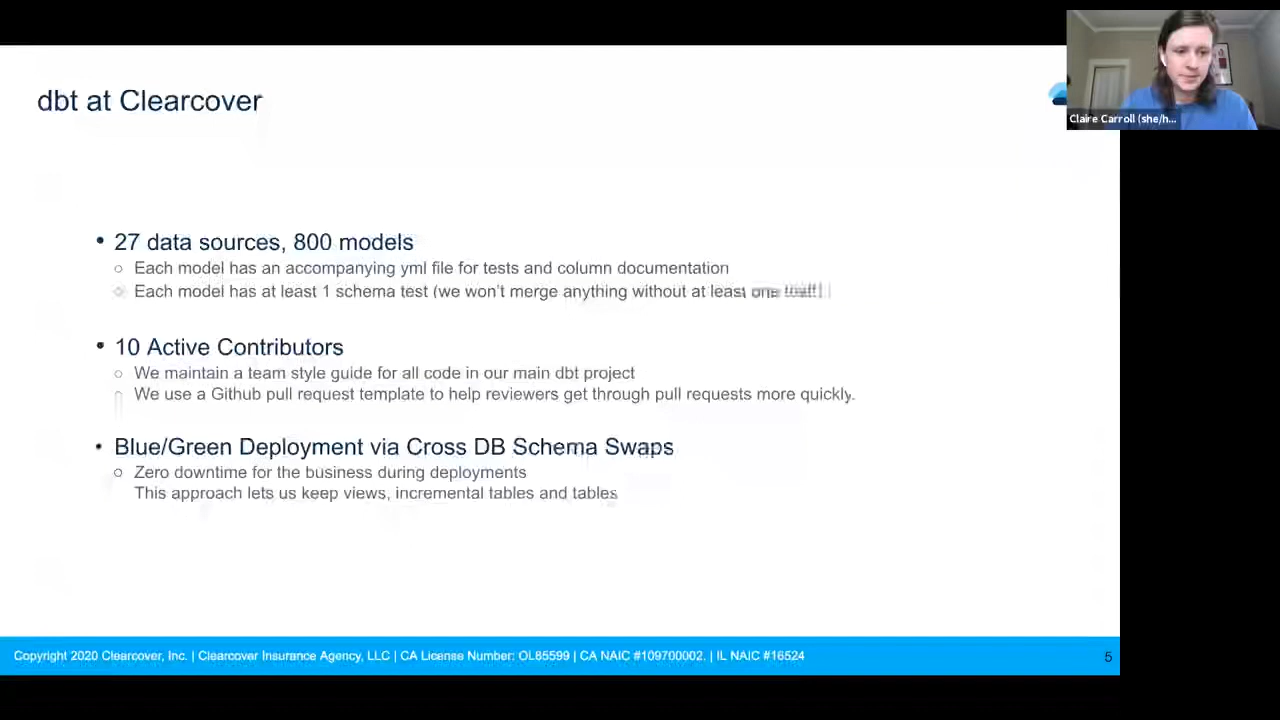 dbt at Clearcover
Claire Carroll (she/h...
• 27 data sources, 800 models
○ Each model has an accompanying yml file for tests and column documentation
○ Each model has at least 1 schema test (we won't merge anything without at least one
• 10 Active Contributors
○ We maintain a team style guide for all code in our main dbt project
○ We use a Github pull request template to help reviewers get through pull requests more quickly.
• Blue/Green Deployment via Cross DB Schema Swaps
○ Zero downtime for the business during deployments
This approach lets us keep views, incremental tables and tables
Copyright 2020 Clearcover, Inc. | Clearcover Insurance Agency, LLC | CA License Number: OL85599 | CA NAIC #109700002. | IL NAIC #16524
5